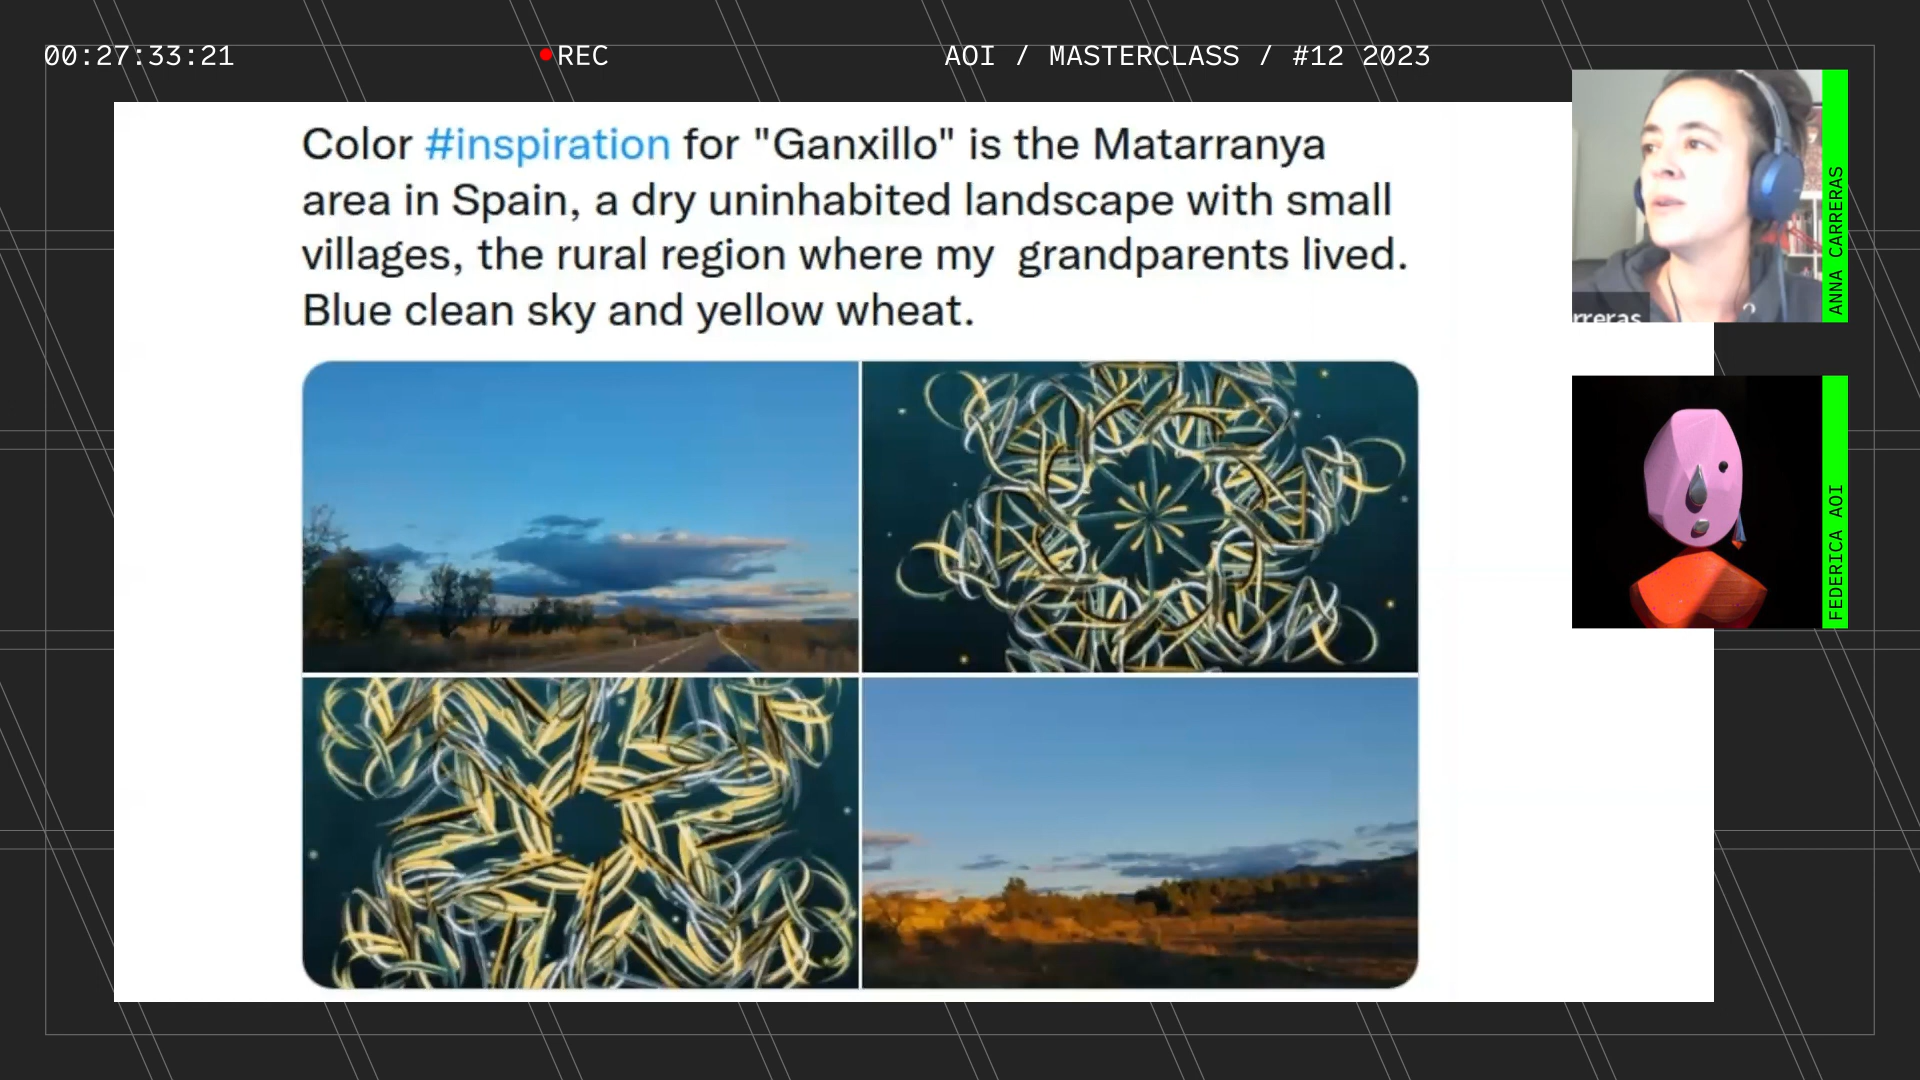 00:27:33:21
REC
AOI / MASTERCLASS / #12 2023
Color #inspiration for "Ganxillo" is the Matarranya
area in Spain, a dry uninhabited landscape with small
villages, the rural region where my  grandparents lived.
Blue clean sky and yellow wheat.
rreras
ANNA CARRERAS
FEDERICA AOI